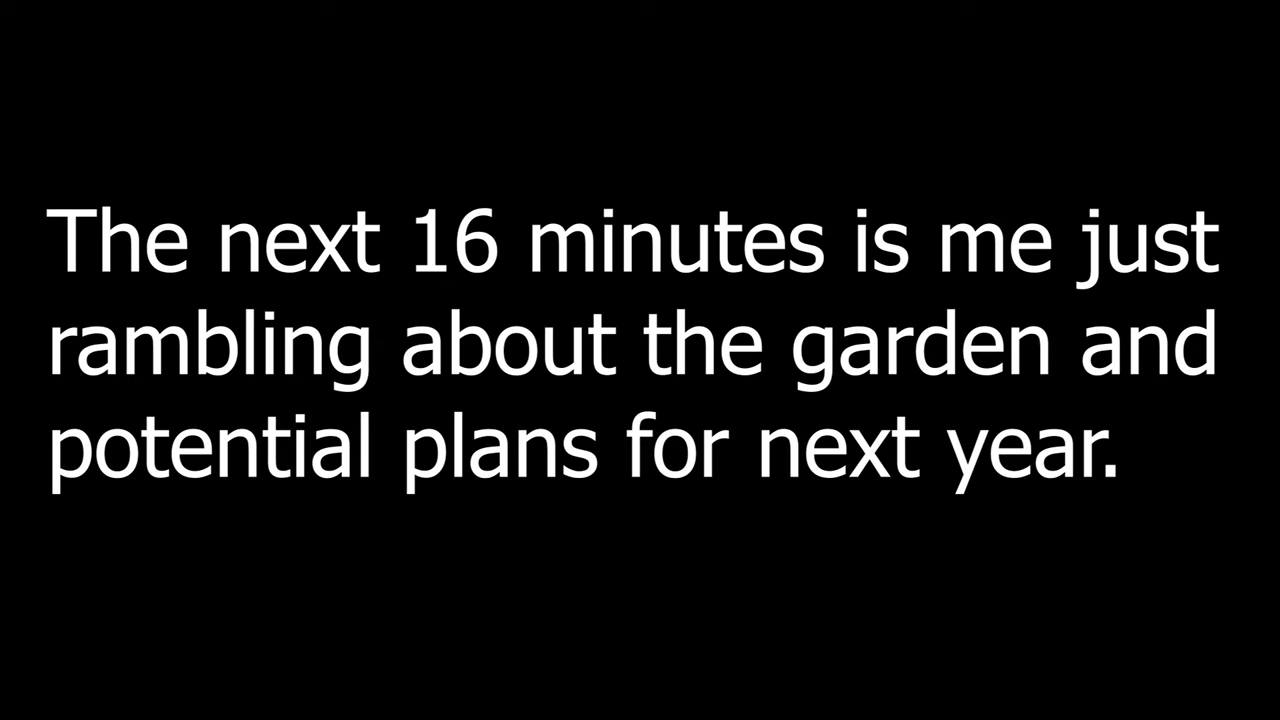 The next 16 minutes is me just
rambling about the garden and
potential plans for next year.